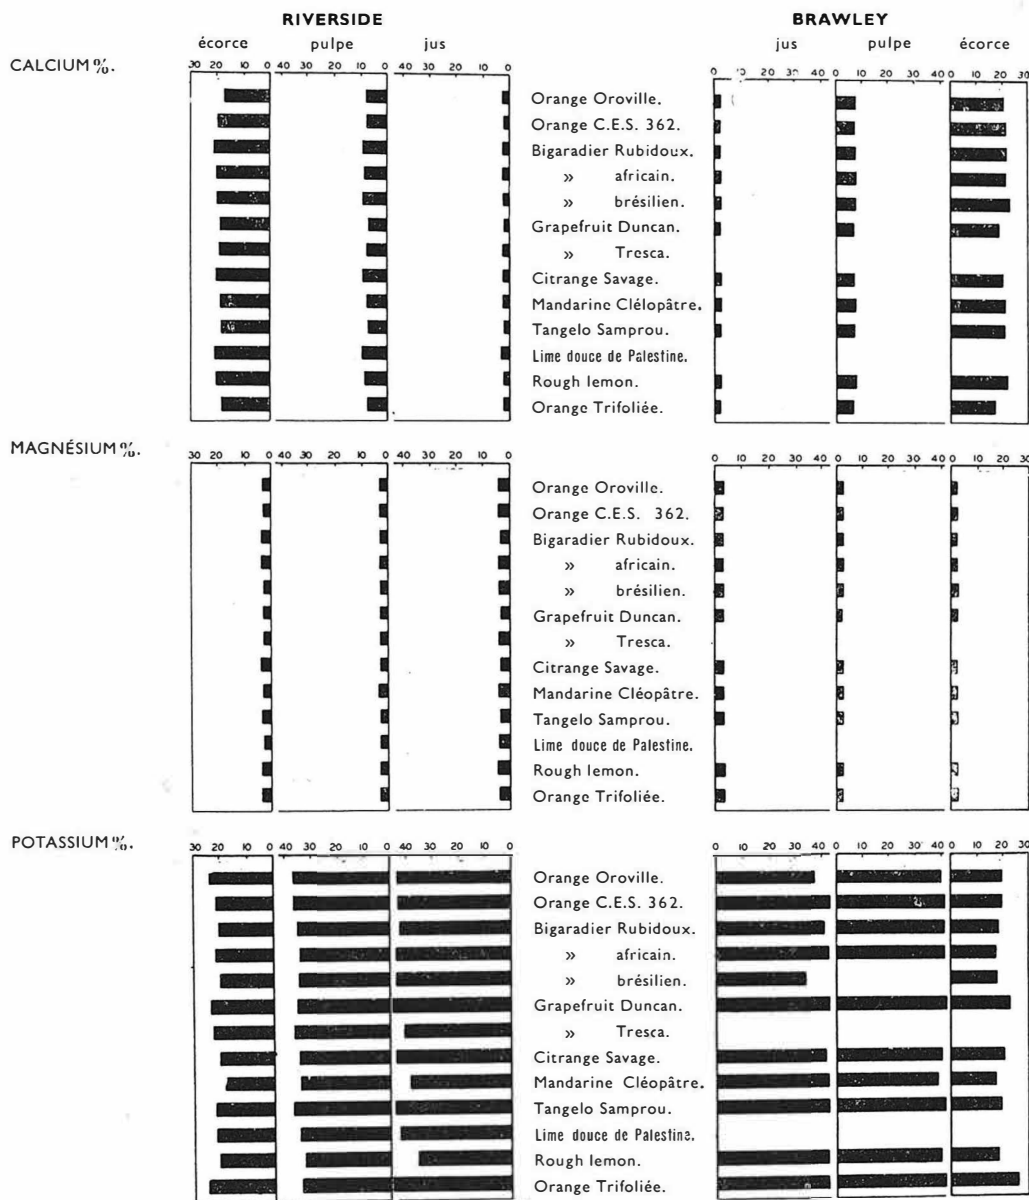 RIVERSIDE BRAWLEY
écorce pulpe jus jus pulpe écorce
CALCIUM ‰.
30 20 10 0 40 30 20 10 0 40 30 20 10 0 0 10 20 30 40 0 10 20 30 40 0 10 20 30
Orange Oroville.
Orange C.E.S. 362.
Bigaradier Rubidoux.
» africain.
» brésilien.
Grapefruit Duncan.
» Tresca.
Citrange Savage.
Mandarine Clélopâtre.
Tangelo Samprou.
Lime douce de Palestine.
Rough lemon.
Orange Trifoliée.
MAGNÉSIUM ‰.
30 20 10 0 40 30 20 10 0 40 30 20 10 0 0 10 20 30 40 0 10 20 30 40 0 10 20 30
Orange Oroville.
Orange C.E.S. 362.
Bigaradier Rubidoux.
» africain.
» brésilien.
Grapefruit Duncan.
» Tresca.
Citrange Savage.
Mandarine Cléopâtre.
Tangelo Samprou.
Lime douce de Palestine.
Rough lemon.
Orange Trifoliée.
POTASSIUM ‰.
30 20 10 0 40 30 20 10 0 40 30 20 10 0 0 10 20 30 40 0 10 20 30 40 0 10 20 30
Orange Oroville.
Orange C.E.S. 362.
Bigaradier Rubidoux.
» africain.
» brésilien.
Grapefruit Duncan.
» Tresca.
Citrange Savage.
Mandarine Cléopâtre.
Tangelo Samprou.
Lime douce de Palestine.
Rough lemon.
Orange Trifoliée.